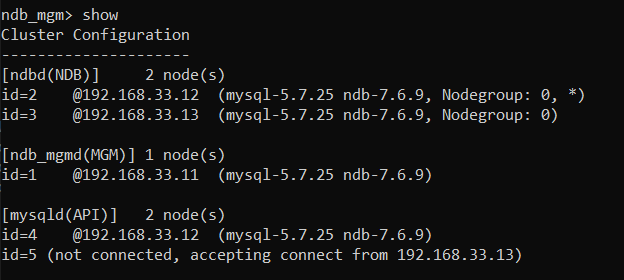 ndb_mgm> show
Cluster Configuration
---------------------
[ndbd(NDB)]     2 node(s)
id=2    @192.168.33.12  (mysql-5.7.25 ndb-7.6.9, Nodegroup: 0, *)
id=3    @192.168.33.13  (mysql-5.7.25 ndb-7.6.9, Nodegroup: 0)

[ndb_mgmd(MGM)] 1 node(s)
id=1    @192.168.33.11  (mysql-5.7.25 ndb-7.6.9)

[mysqld(API)]   2 node(s)
id=4    @192.168.33.12  (mysql-5.7.25 ndb-7.6.9)
id=5 (not connected, accepting connect from 192.168.33.13)